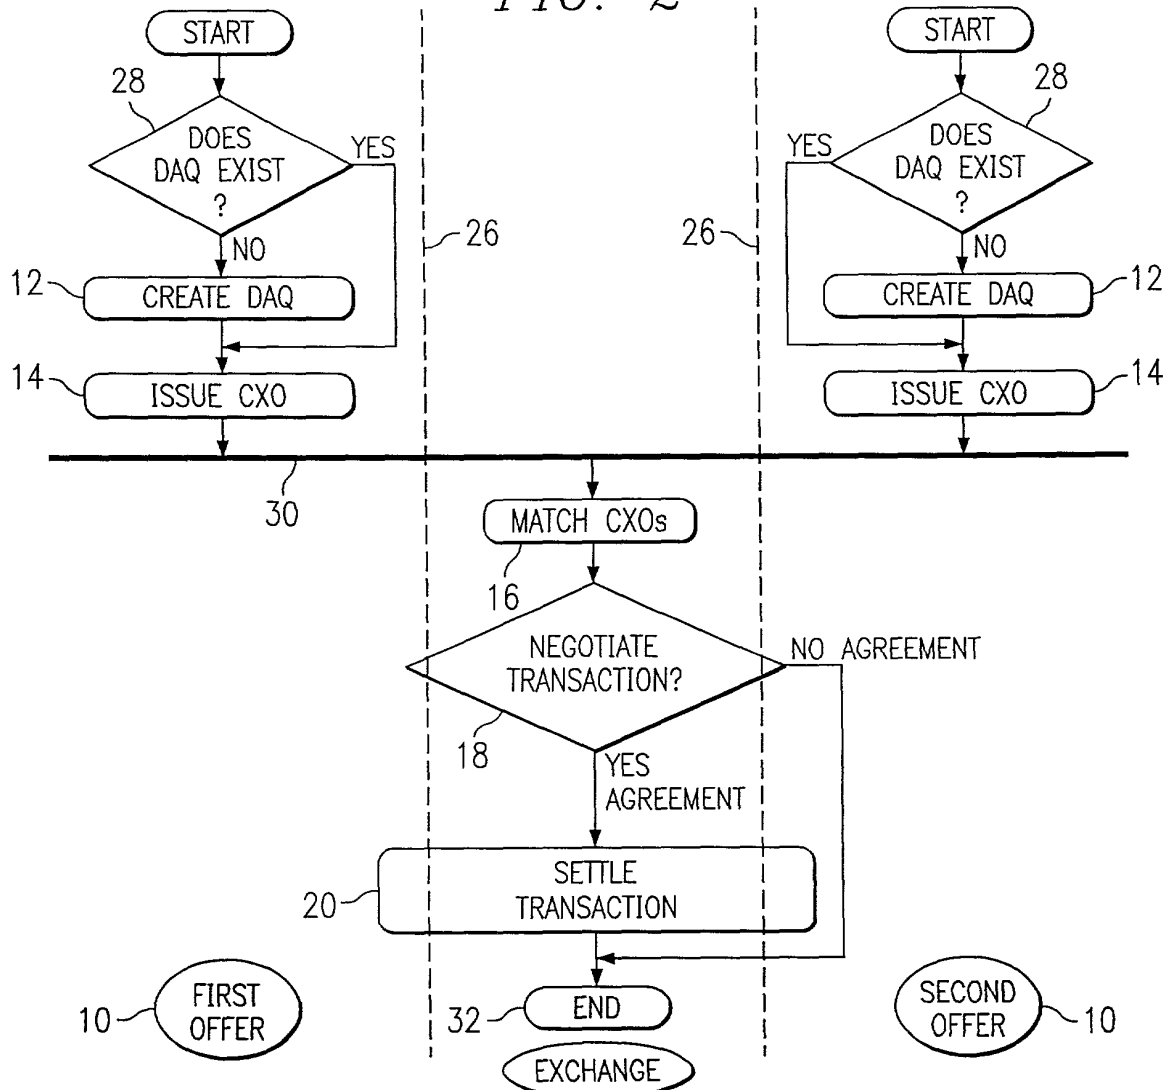 FIG. 2
START
START
28
28
DOES
DAQ EXIST
?
YES
YES
DOES
DAQ EXIST
?
NO
26
26
NO
12
CREATE DAQ
CREATE DAQ
12
14
ISSUE CXO
ISSUE CXO
14
30
MATCH CXOs
16
NEGOTIATE
TRANSACTION?
NO AGREEMENT
18
YES
AGREEMENT
20
SETTLE
TRANSACTION
10
FIRST
OFFER
32
END
SECOND
OFFER
10
EXCHANGE